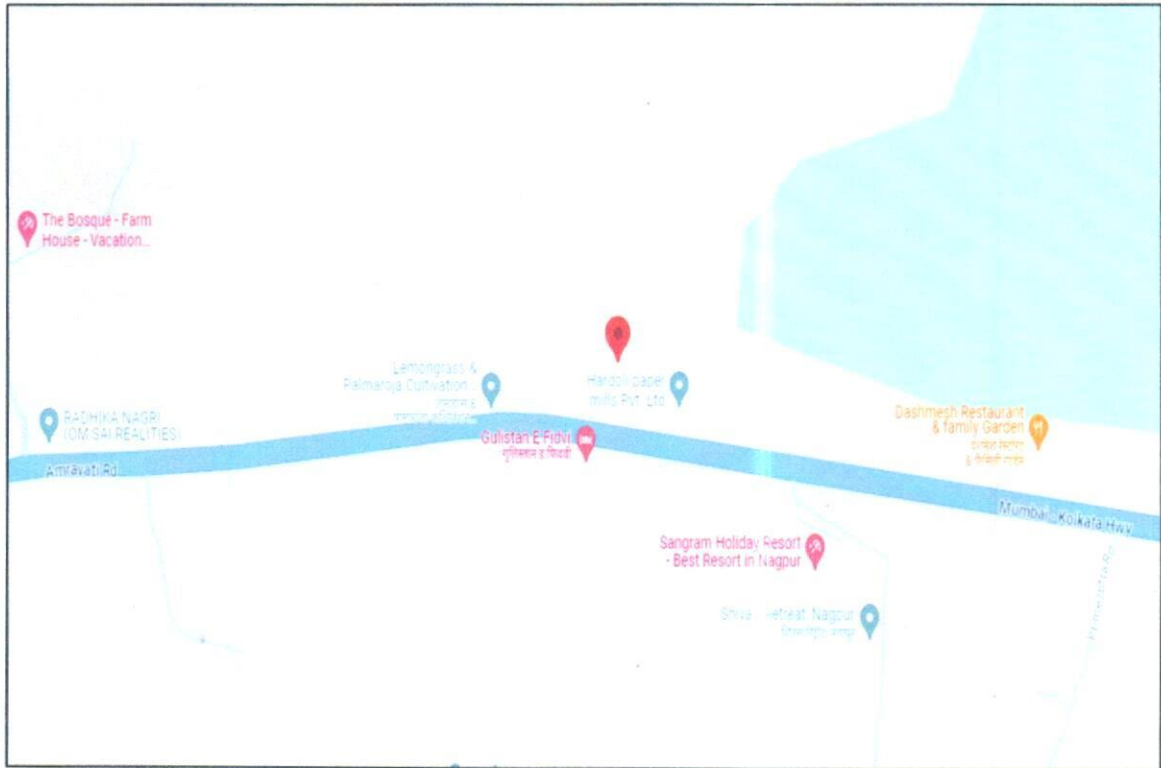 The Bosque - Farm
House - Vacation...
Lemongrass &
Palmaroja Cultivation
Hardoli paper
mills Pvt. Ltd
RADHIKA NAGRI
(OM SAI REALITIES)
Dashmesh Restaurant
& family Garden
Gulistan E Fidvi
गुलिस्तान इ फिदवी
Amravati Rd
Mumbai - Kolkata Hwy
Sangram Holiday Resort
- Best Resort in Nagpur
Shiva Retreat, Nagpur